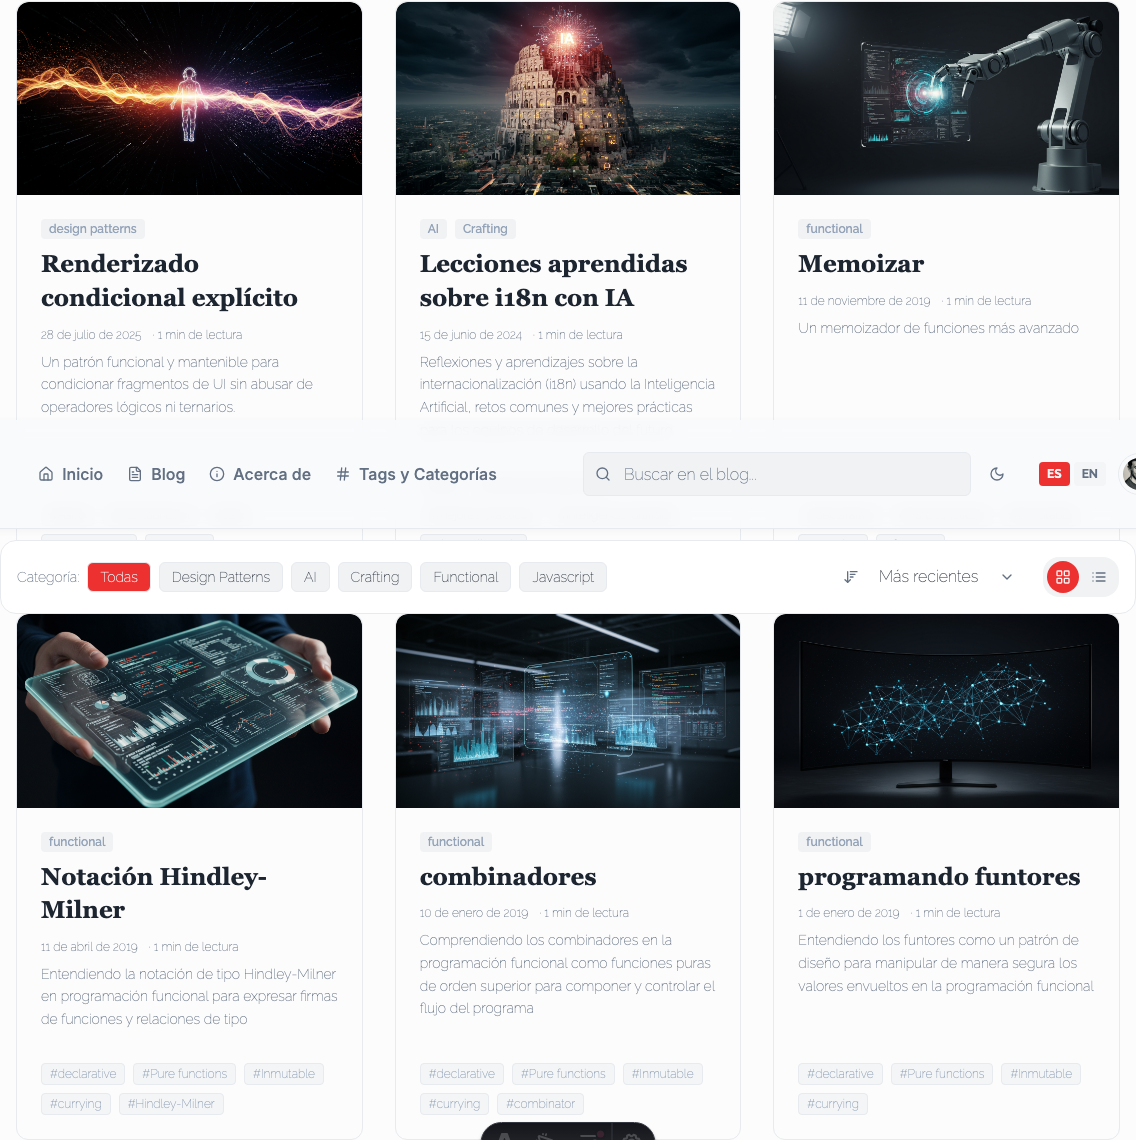 IA
design patterns
Renderizado
condicional explícito
28 de julio de 2025 · 1 min de lectura
Un patrón funcional y mantenible para
condicionar fragmentos de UI sin abusar de
operadores lógicos ni ternarios.
AI Crafting
Lecciones aprendidas
sobre i18n con IA
15 de junio de 2024 · 1 min de lectura
Reflexiones y aprendizajes sobre la
internacionalización (i18n) usando la Inteligencia
Artificial, retos comunes y mejores prácticas
functional
Memoizar
11 de noviembre de 2019 · 1 min de lectura
Un memoizador de funciones más avanzado
Inicio Blog Acerca de Tags y Categorías Buscar en el blog... ES EN
Categoría: Todas Design Patterns AI Crafting Functional Javascript Más recientes
functional
Notación Hindley-
Milner
11 de abril de 2019 · 1 min de lectura
Entendiendo la notación de tipo Hindley-Milner
en programación funcional para expresar firmas
de funciones y relaciones de tipo
#declarative #Pure functions #Inmutable
#currying #Hindley-Milner
functional
combinadores
10 de enero de 2019 · 1 min de lectura
Comprendiendo los combinadores en la
programación funcional como funciones puras
de orden superior para componer y controlar el
flujo del programa
#declarative #Pure functions #Inmutable
#currying #combinator
functional
programando funtores
1 de enero de 2019 · 1 min de lectura
Entendiendo los funtores como un patrón de
diseño para manipular de manera segura los
valores envueltos en la programación funcional
#declarative #Pure functions #Inmutable
#currying